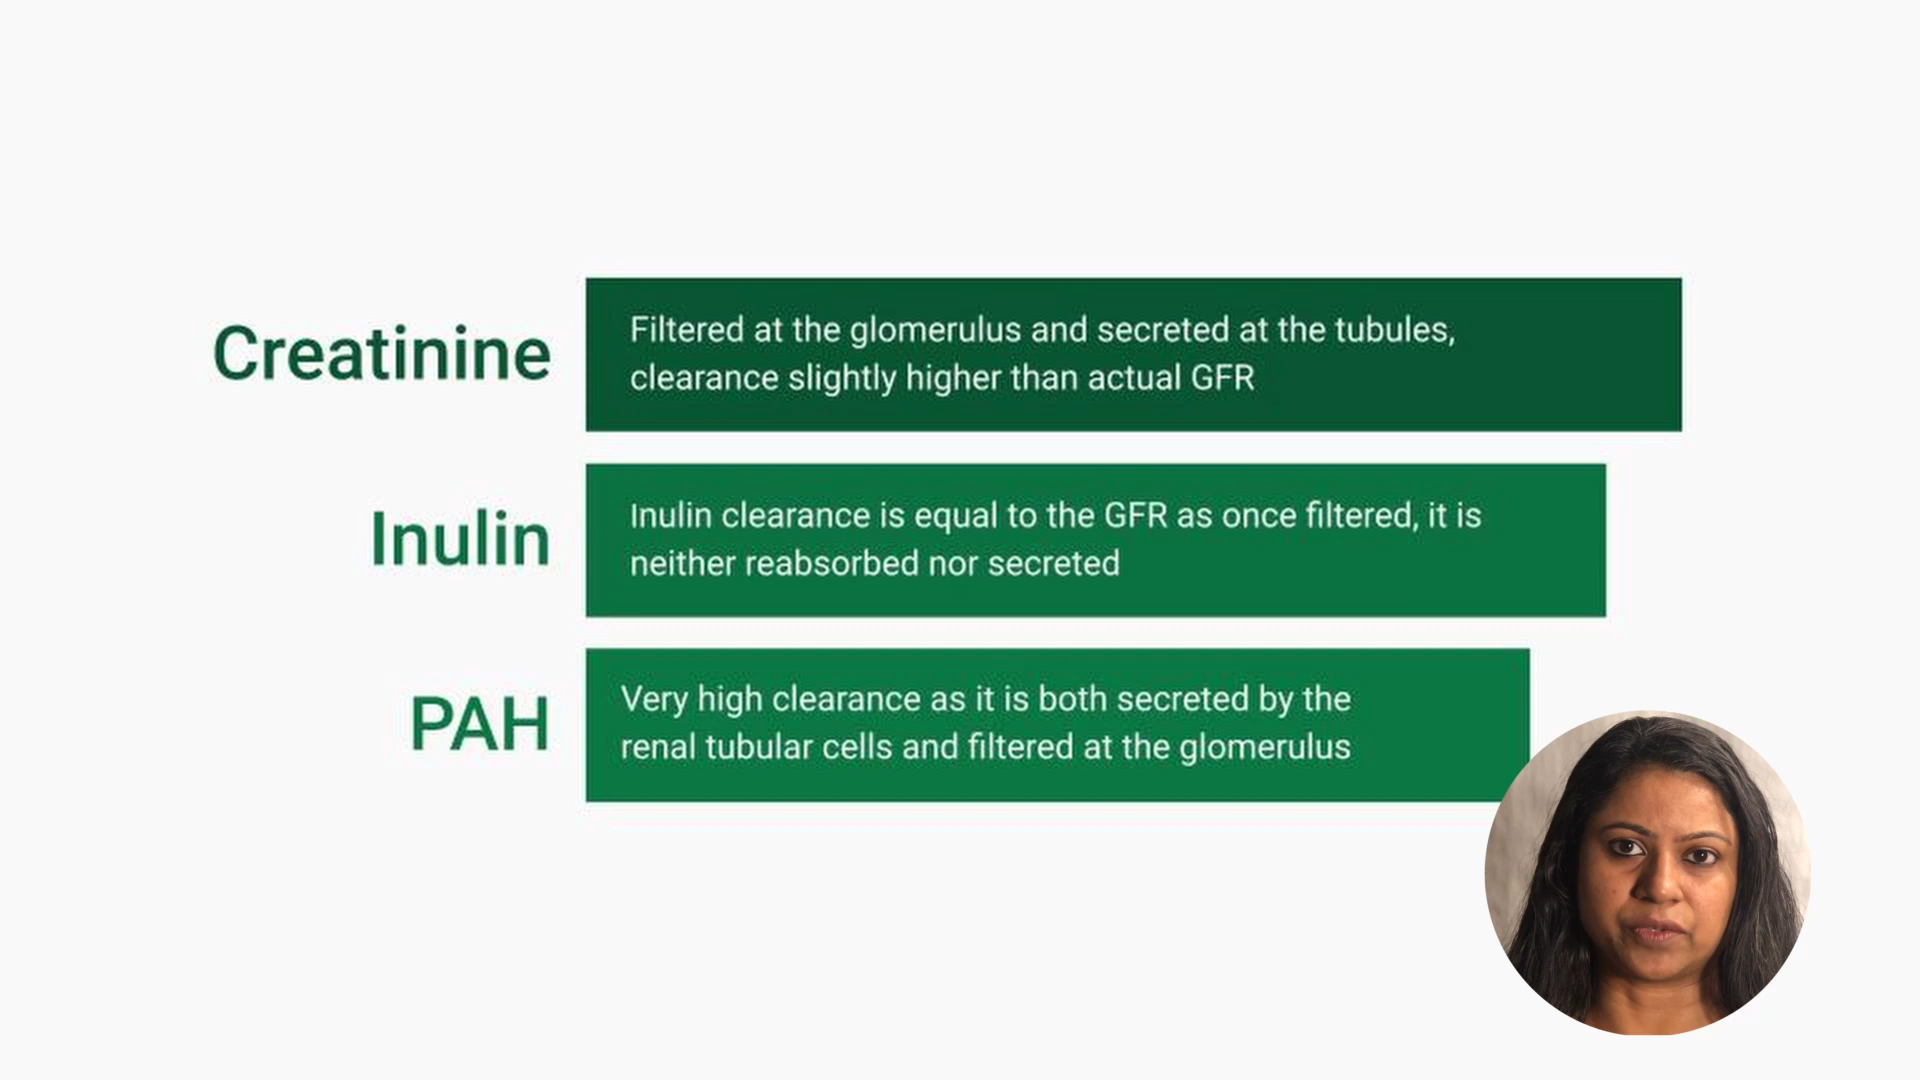 Creatinine
Filtered at the glomerulus and secreted at the tubules,
clearance slightly higher than actual GFR
Inulin
Inulin clearance is equal to the GFR as once filtered, it is
neither reabsorbed nor secreted
PAH
Very high clearance as it is both secreted by the
renal tubular cells and filtered at the glomerulus